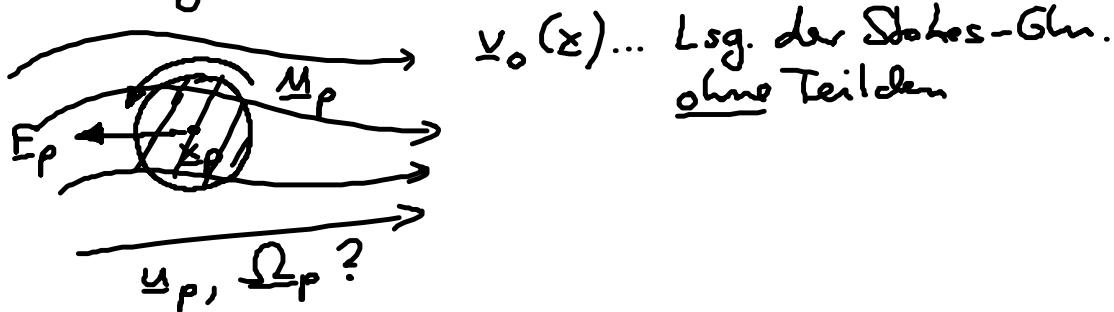 v₀(x)... Lsg. der Stokes-Gln.
ohne Teilchen
M_p
F_p
x_p
u_p, Ω_p ?